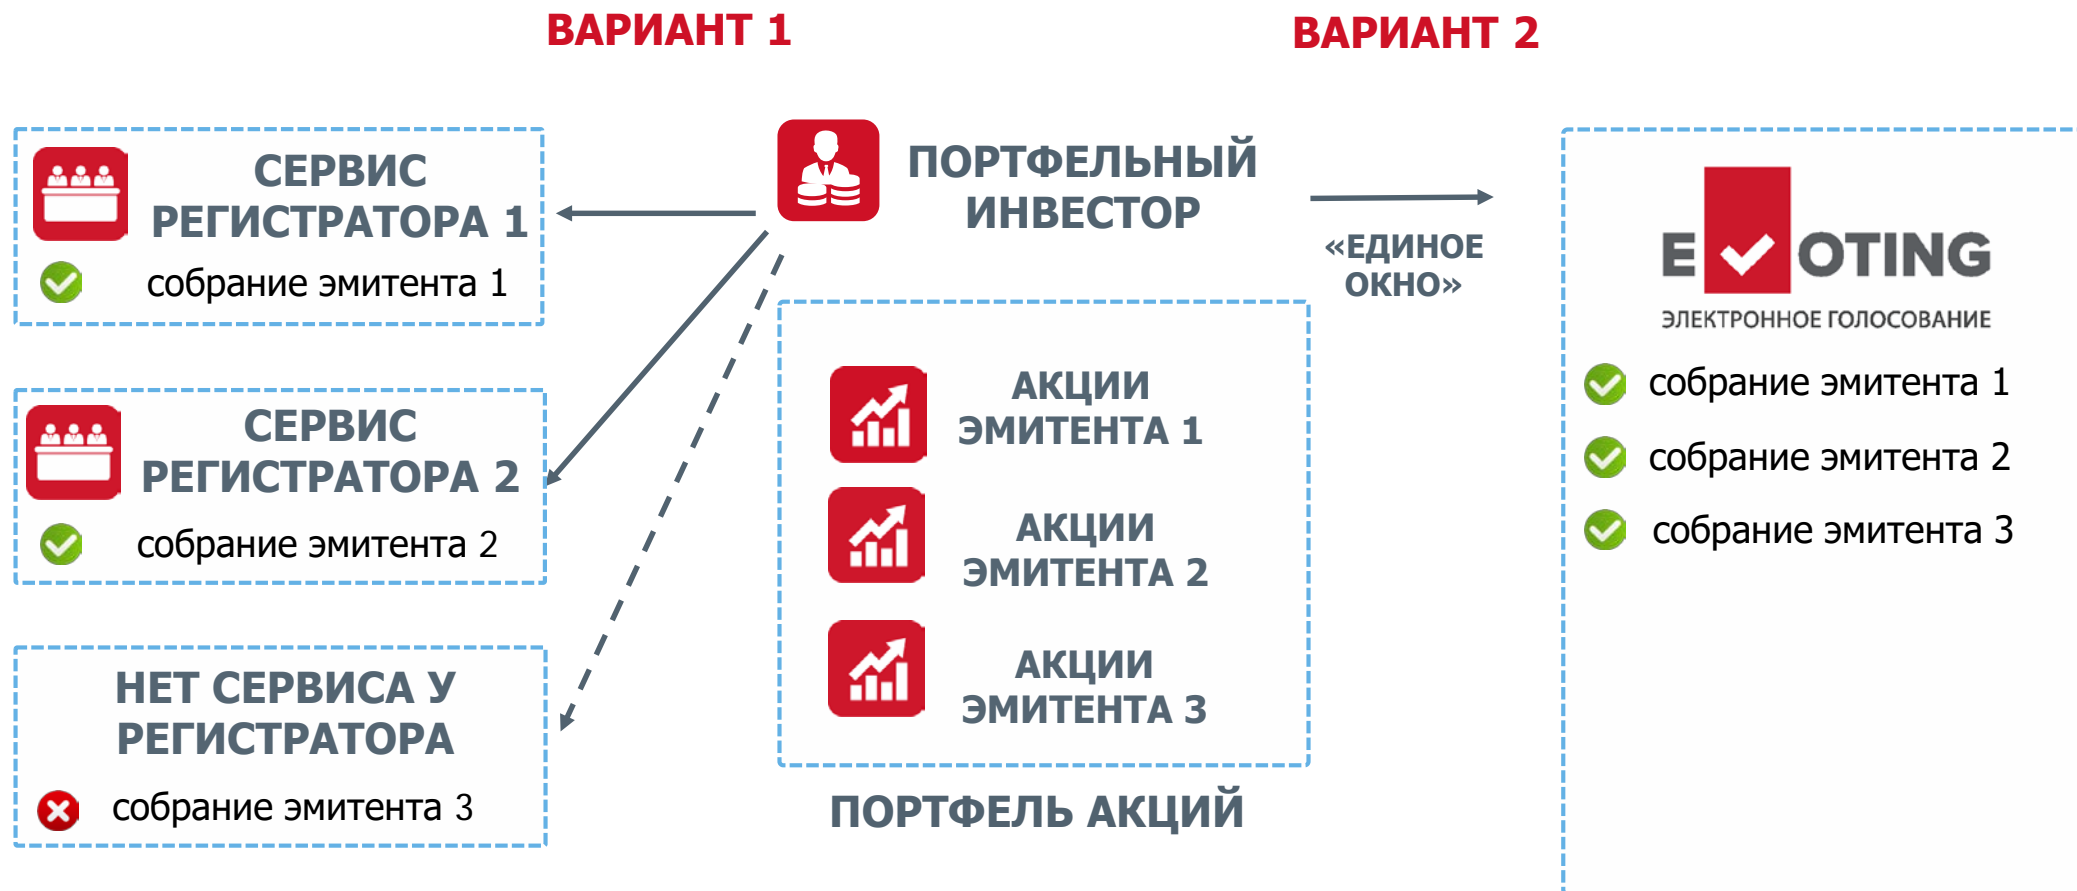 ВАРИАНТ 1
ВАРИАНТ 2
СЕРВИС
РЕГИСТРАТОРА 1
собрание эмитента 1
СЕРВИС
РЕГИСТРАТОРА 2
собрание эмитента 2
НЕТ СЕРВИСА У
РЕГИСТРАТОРА
собрание эмитента 3
ПОРТФЕЛЬНЫЙ
ИНВЕСТОР
«ЕДИНОЕ
ОКНО»
АКЦИИ
ЭМИТЕНТА 1
АКЦИИ
ЭМИТЕНТА 2
АКЦИИ
ЭМИТЕНТА 3
ПОРТФЕЛЬ АКЦИЙ
E OTING
ЭЛЕКТРОННОЕ ГОЛОСОВАНИЕ
собрание эмитента 1
собрание эмитента 2
собрание эмитента 3